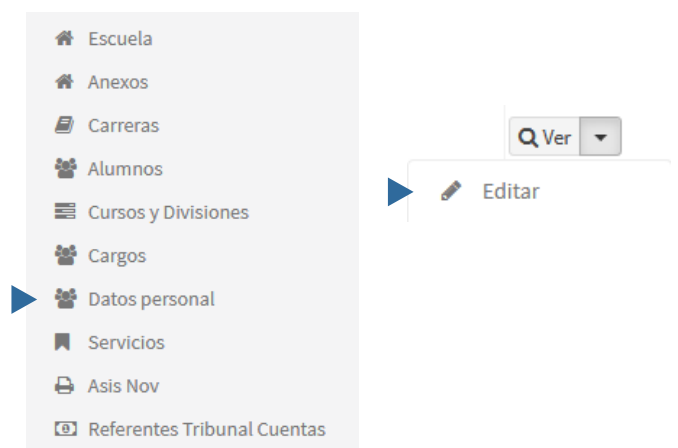 Escuela
Anexos
Carreras
Alumnos
Cursos y Divisiones
Cargos
Datos personal
Servicios
Asis Nov
Referentes Tribunal Cuentas
Ver
Editar